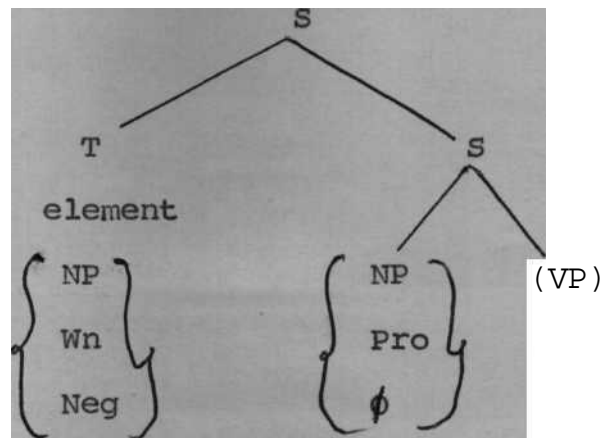 S
T S
element
NP NP (VP)
Wn Pro
Neg ϕ